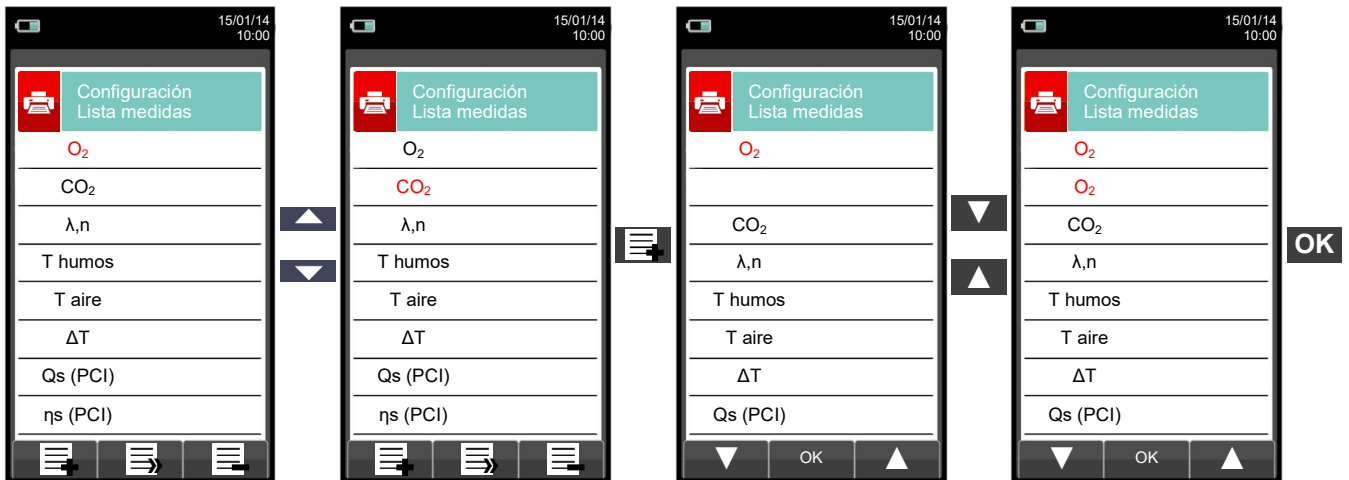 15/01/14
10:00
Configuración
Lista medidas
O₂
CO₂
λ,n
T humos
T aire
ΔT
Qs (PCI)
ηs (PCI)
15/01/14
10:00
Configuración
Lista medidas
O₂
CO₂
λ,n
T humos
T aire
ΔT
Qs (PCI)
ηs (PCI)
15/01/14
10:00
Configuración
Lista medidas
O₂
CO₂
λ,n
T humos
T aire
ΔT
Qs (PCI)
OK
15/01/14
10:00
Configuración
Lista medidas
O₂
O₂
CO₂
λ,n
T humos
T aire
ΔT
Qs (PCI)
OK
OK